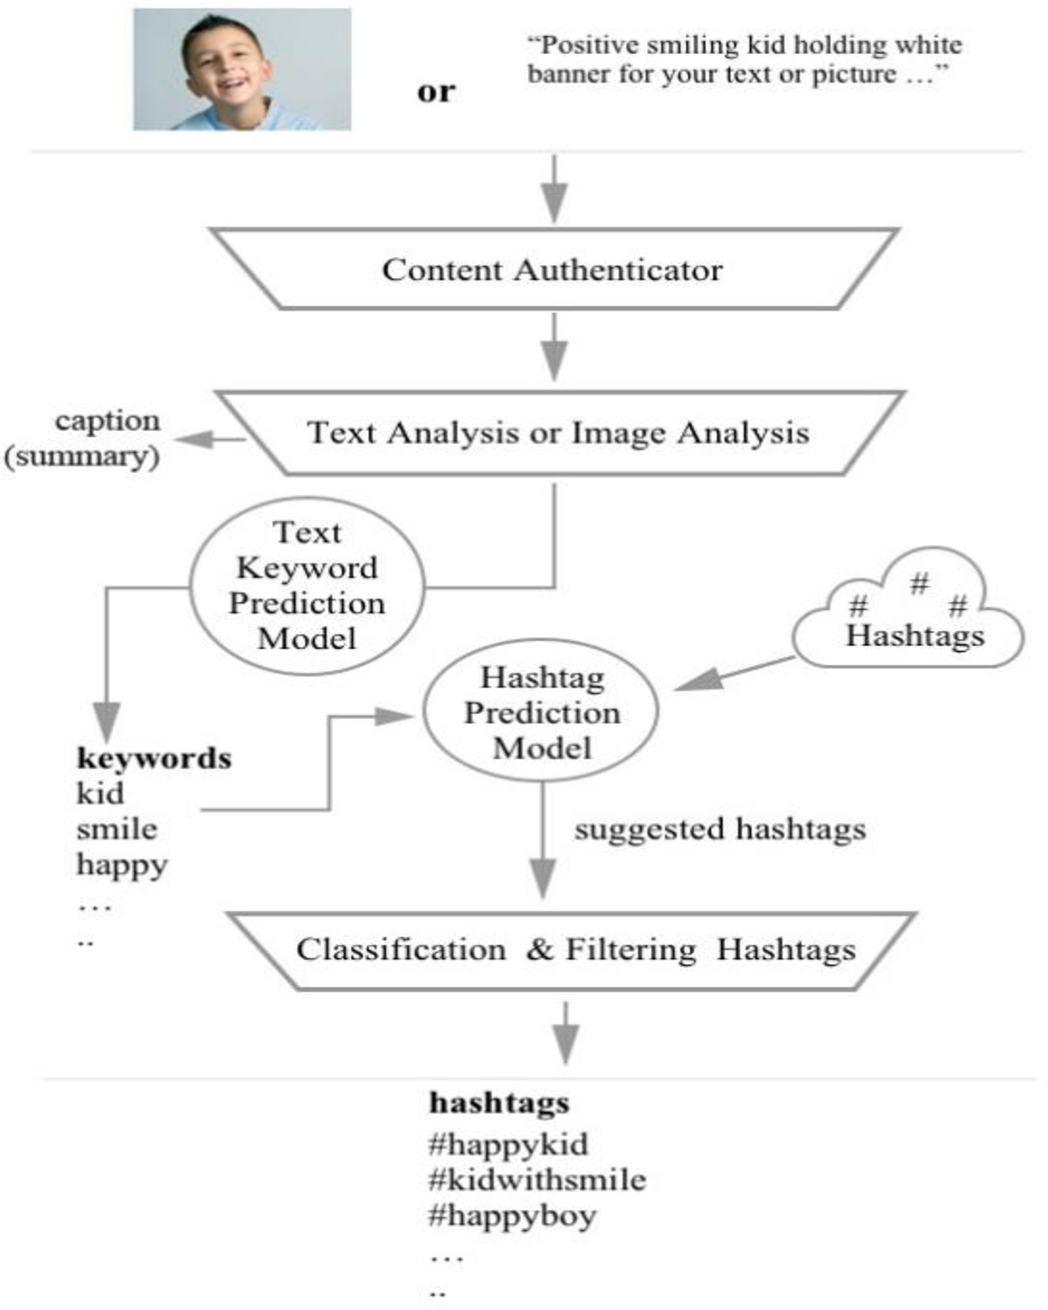 “Positive smiling kid holding white
banner for your text or picture …”
or
Content Authenticator
Text Analysis or Image Analysis
caption
(summary)
Text
Keyword
Prediction
Model
# # #
Hashtags
Hashtag
Prediction
Model
keywords
kid
smile
happy
…
..
suggested hashtags
Classification & Filtering Hashtags
hashtags
#happykid
#kidwithsmile
#happyboy
…
..